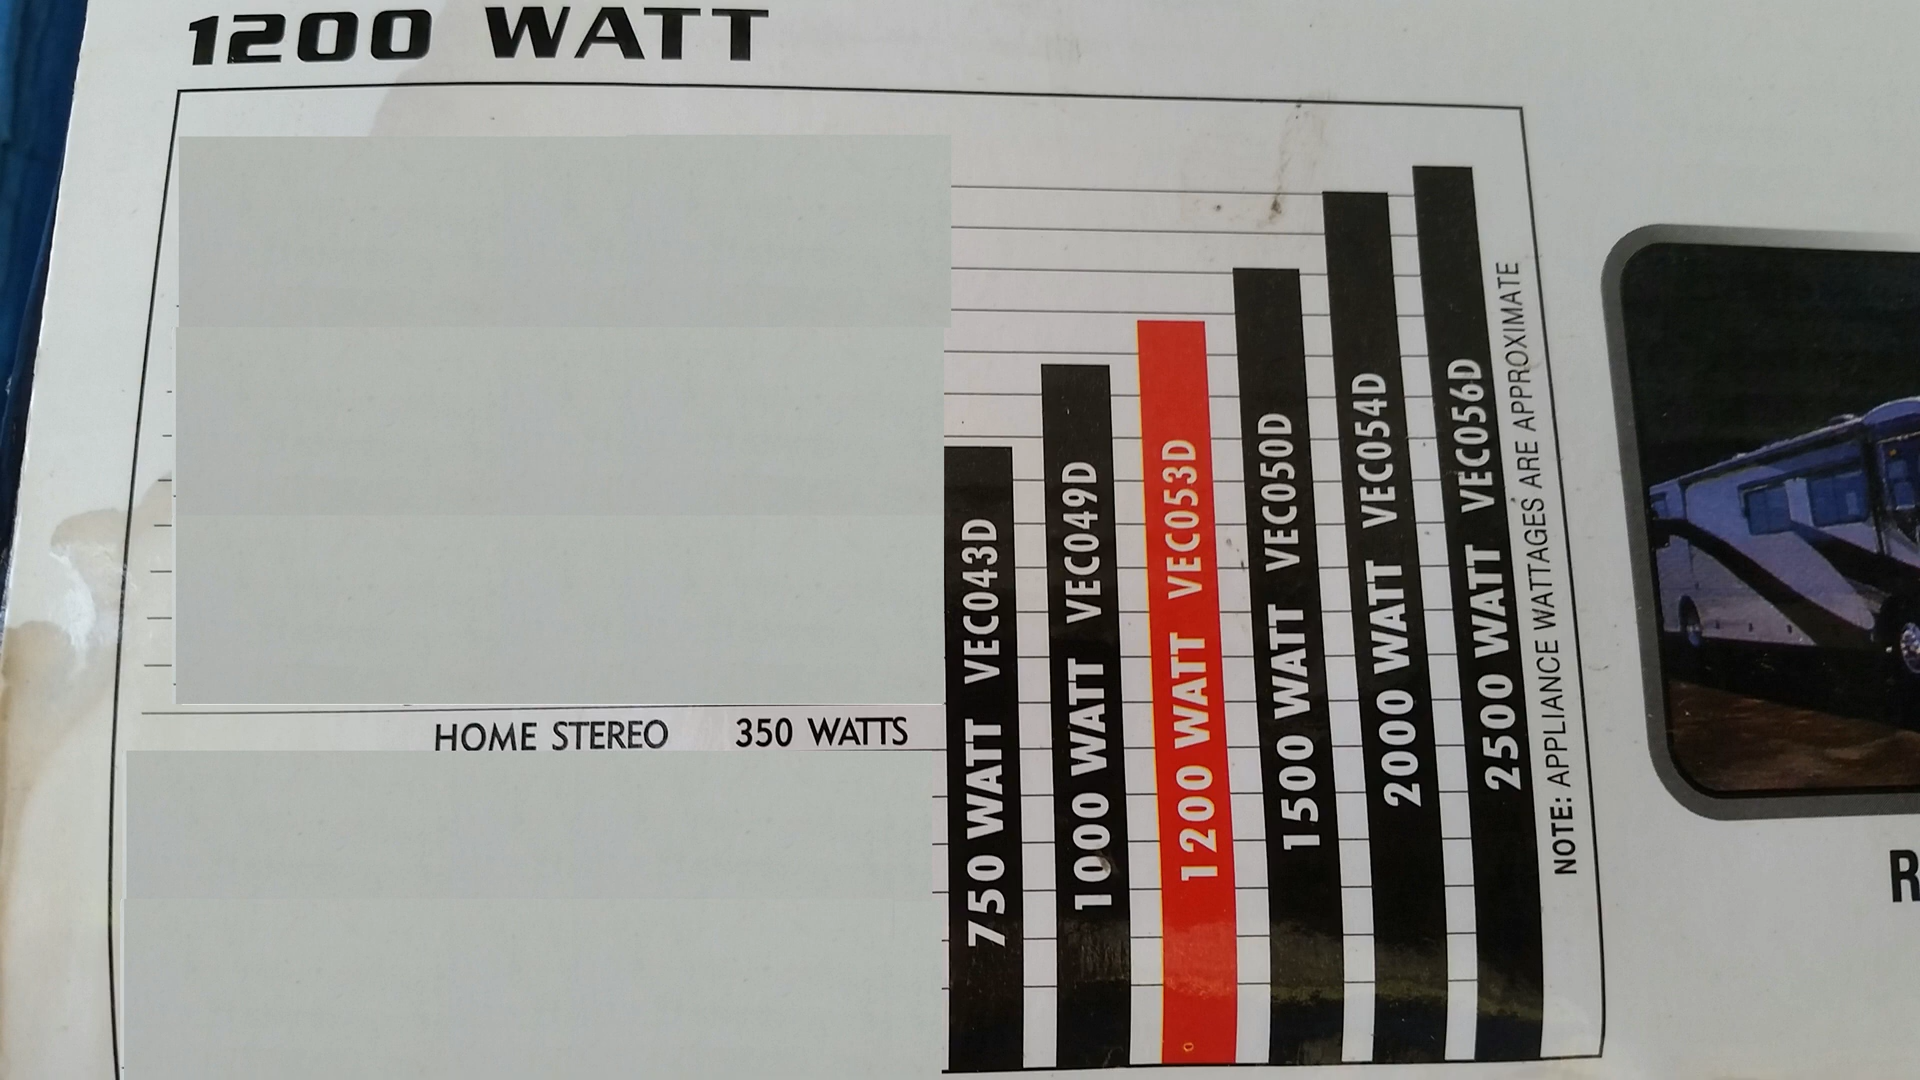 1200 WATT
HOME STEREO 350 WATTS
750 WATT VEC043D
1000 WATT VEC049D
1200 WATT VEC053D
1500 WATT VEC050D
2000 WATT VEC054D
2500 WATT VEC056D
NOTE: APPLIANCE WATTAGES ARE APPROXIMATE
R